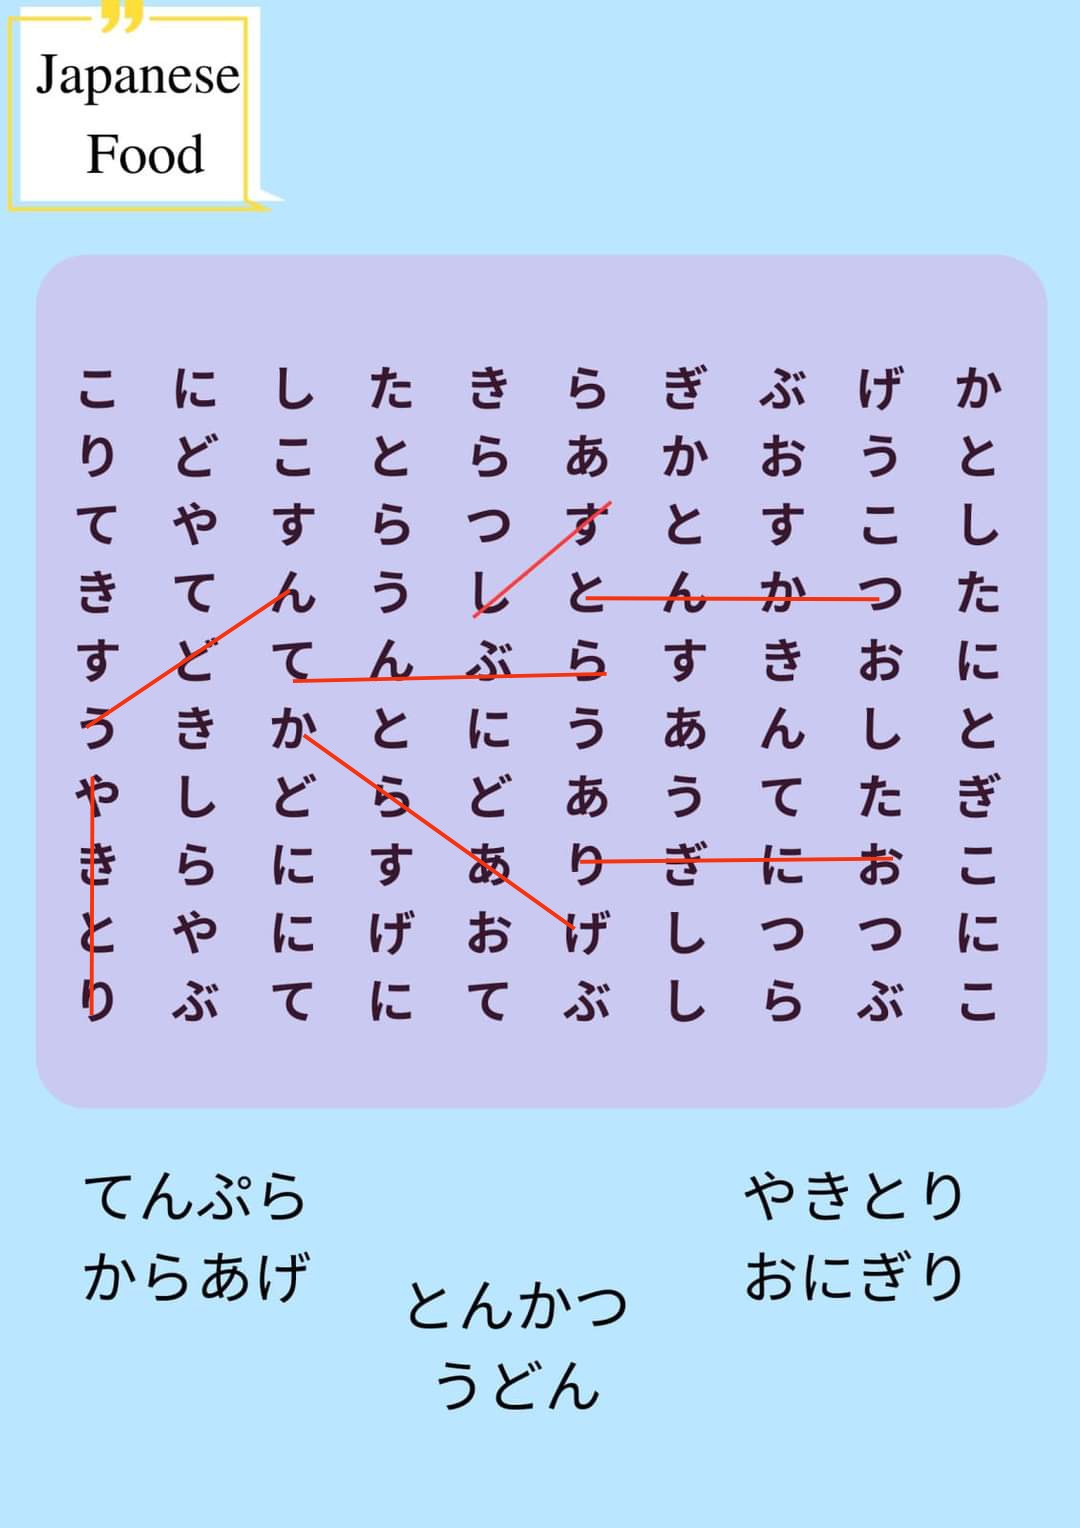 Japanese
Food
こ に し た き ら ぎ ぶ げ か
り ど こ と ら あ か お う と
て や す ら つ す と す こ し
き て ん う し と ん か つ た
す ど て ん ぶ ら す き お に
う き か と に う あ ん し と
や し ど ら ど あ う て た ぎ
き ら に す あ り ぎ に お こ
と や に げ お げ し つ つ に
り ぶ て に て ぶ し ら ぶ こ
てんぷら
からあげ
とんかつ
うどん
やきとり
おにぎり